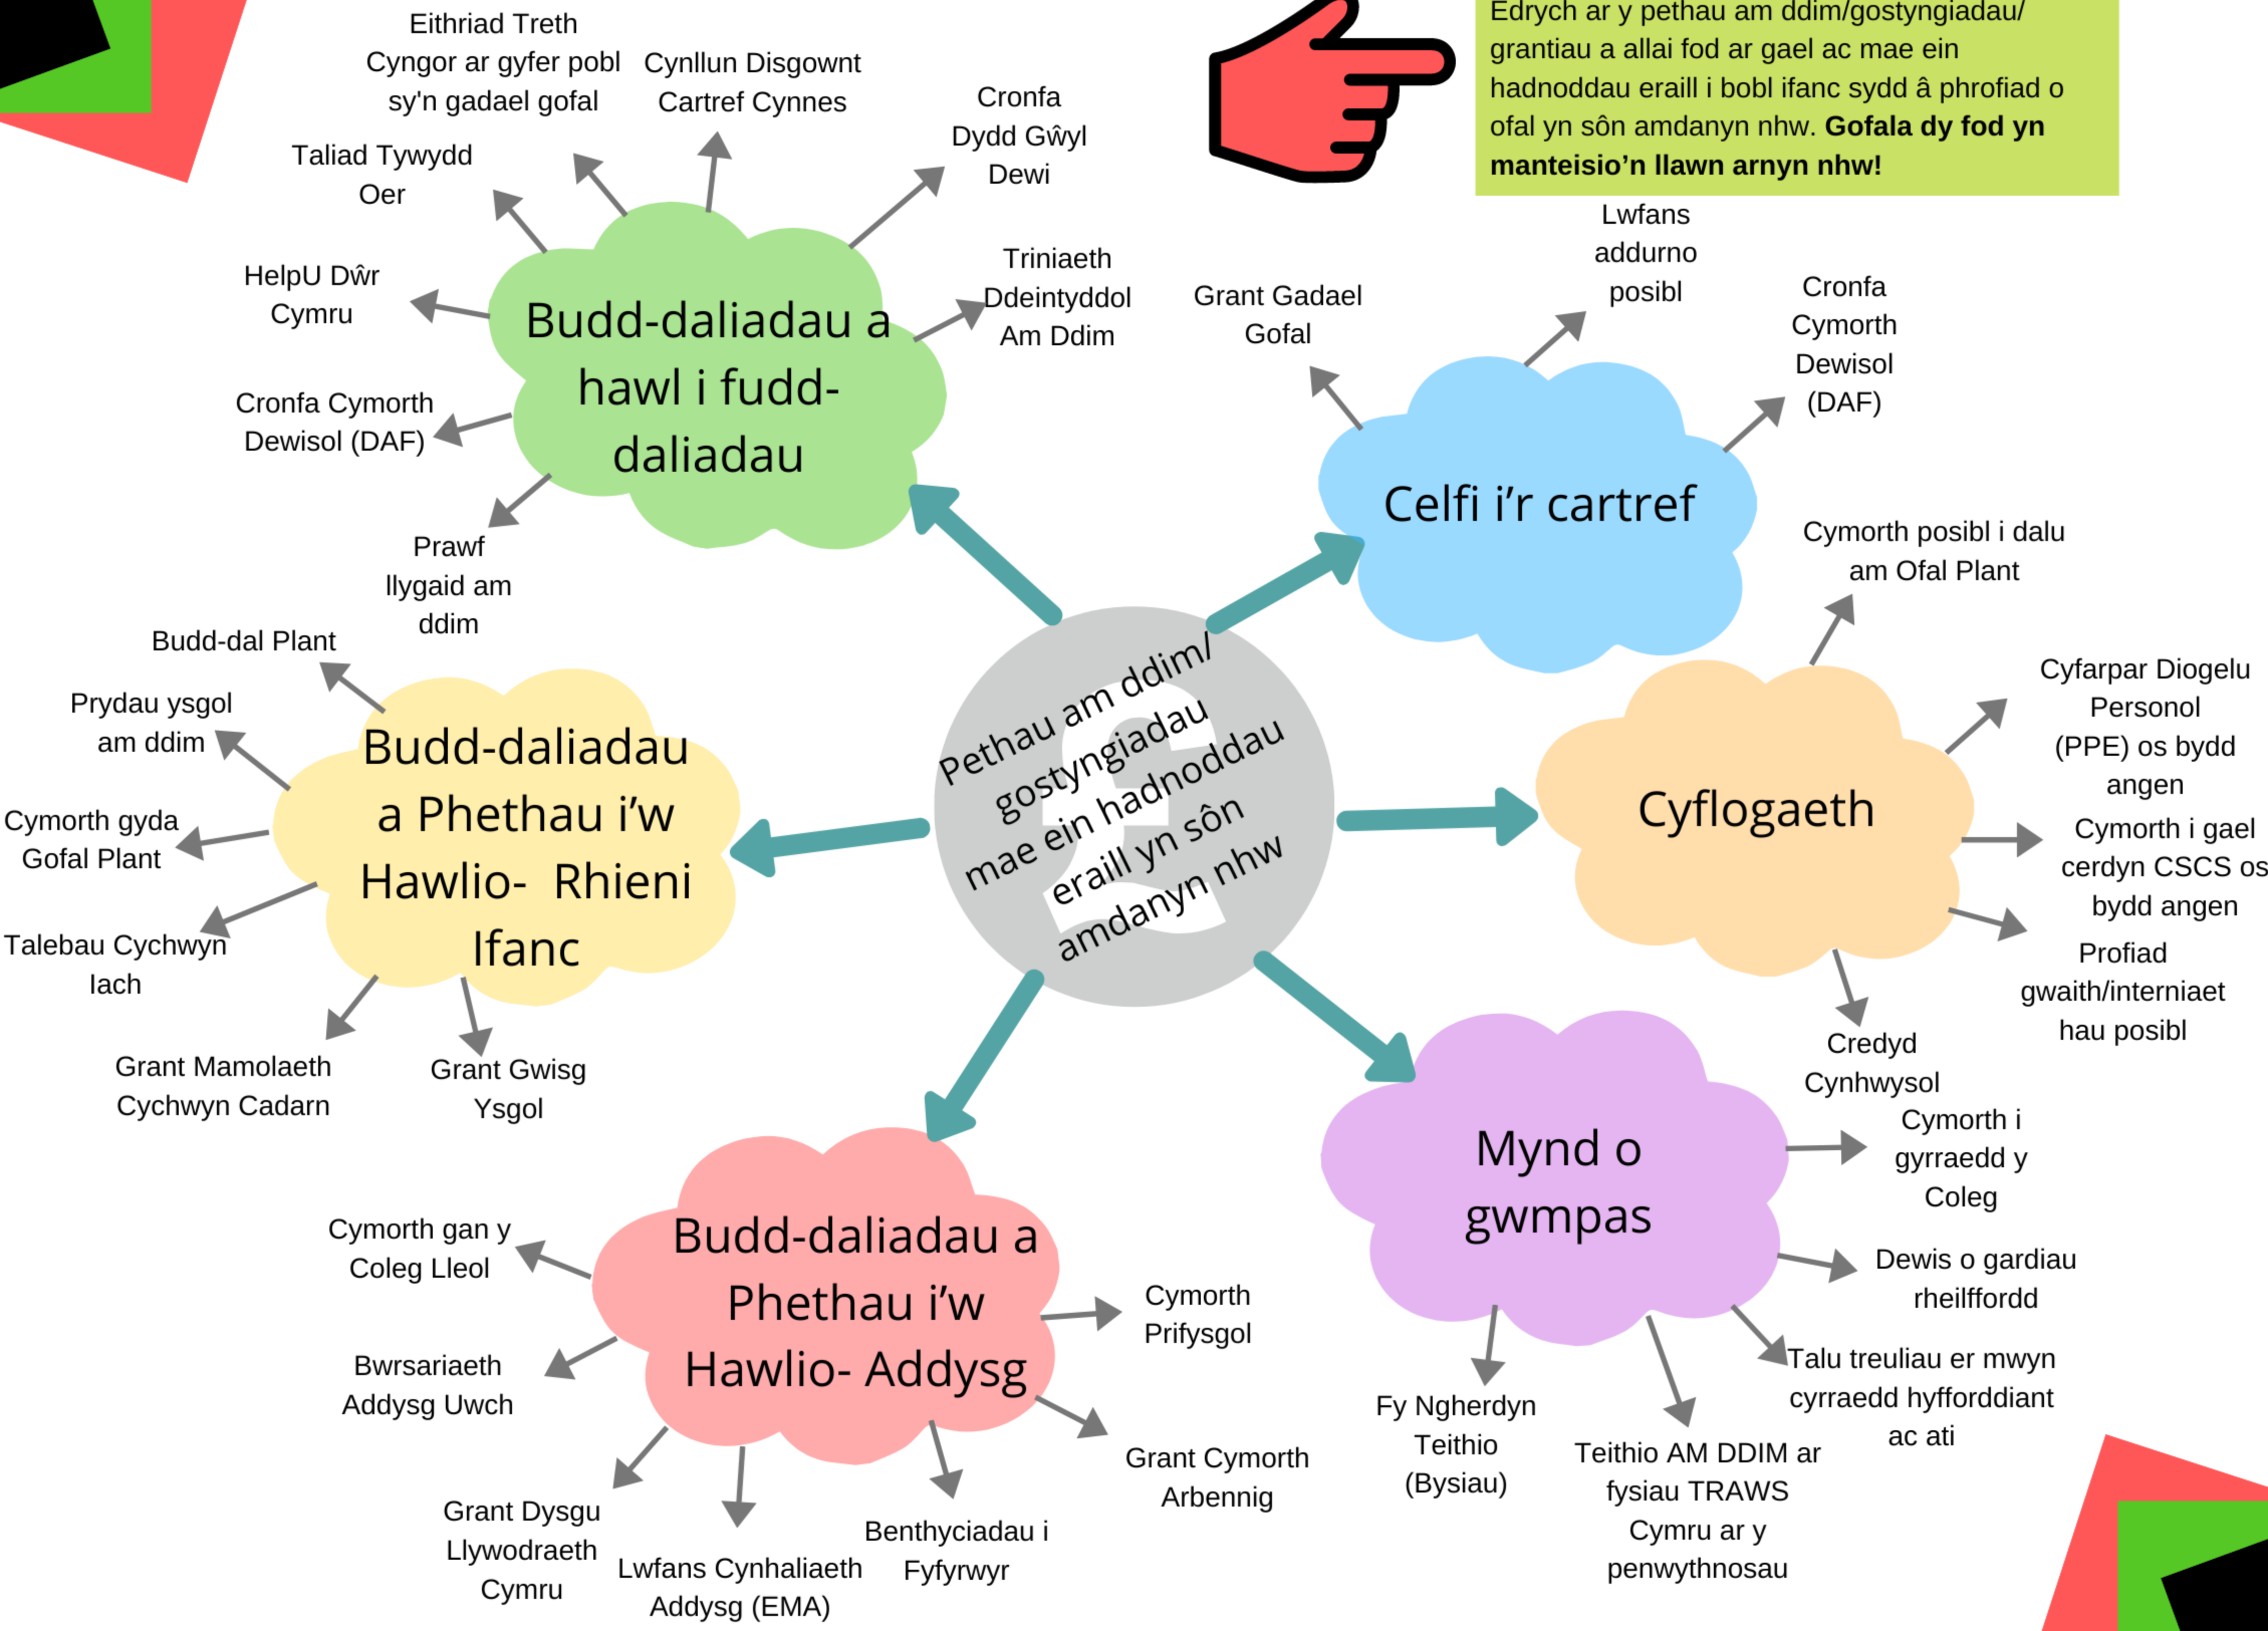 Edrych ar y pethau am ddim/gostyngiadau/
grantiau a allai fod ar gael ac mae ein
hadnoddau eraill i bobl ifanc sydd â phrofiad o
ofal yn sôn amdanyn nhw. Gofala dy fod yn
manteisio’n llawn arnyn nhw!
Pethau am ddim/
gostyngiadau
mae ein hadnoddau
eraill yn sôn
amdanyn nhw
Budd-daliadau a
hawl i fudd-
daliadau
Eithriad Treth
Cyngor ar gyfer pobl
sy'n gadael gofal
Cynllun Disgownt
Cartref Cynnes
Cronfa
Dydd Gŵyl
Dewi
Triniaeth
Ddeintyddol
Am Ddim
Taliad Tywydd
Oer
HelpU Dŵr
Cymru
Cronfa Cymorth
Dewisol (DAF)
Prawf
llygaid am
ddim
Celfi i’r cartref
Grant Gadael
Gofal
Lwfans
addurno
posibl
Cronfa
Cymorth
Dewisol
(DAF)
Cyflogaeth
Cymorth posibl i dalu
am Ofal Plant
Cyfarpar Diogelu
Personol
(PPE) os bydd
angen
Cymorth i gael
cerdyn CSCS os
bydd angen
Profiad
gwaith/interniaet
hau posibl
Credyd
Cynhwysol
Mynd o
gwmpas
Cymorth i
gyrraedd y
Coleg
Dewis o gardiau
rheilffordd
Talu treuliau er mwyn
cyrraedd hyfforddiant
ac ati
Teithio AM DDIM ar
fysiau TRAWS
Cymru ar y
penwythnosau
Fy Ngherdyn
Teithio
(Bysiau)
Budd-daliadau a
Phethau i’w
Hawlio- Addysg
Cymorth
Prifysgol
Grant Cymorth
Arbennig
Benthyciadau i
Fyfyrwyr
Lwfans Cynhaliaeth
Addysg (EMA)
Grant Dysgu
Llywodraeth
Cymru
Bwrsariaeth
Addysg Uwch
Cymorth gan y
Coleg Lleol
Budd-daliadau
a Phethau i’w
Hawlio- Rhieni
Ifanc
Budd-dal Plant
Prydau ysgol
am ddim
Cymorth gyda
Gofal Plant
Talebau Cychwyn
Iach
Grant Mamolaeth
Cychwyn Cadarn
Grant Gwisg
Ysgol